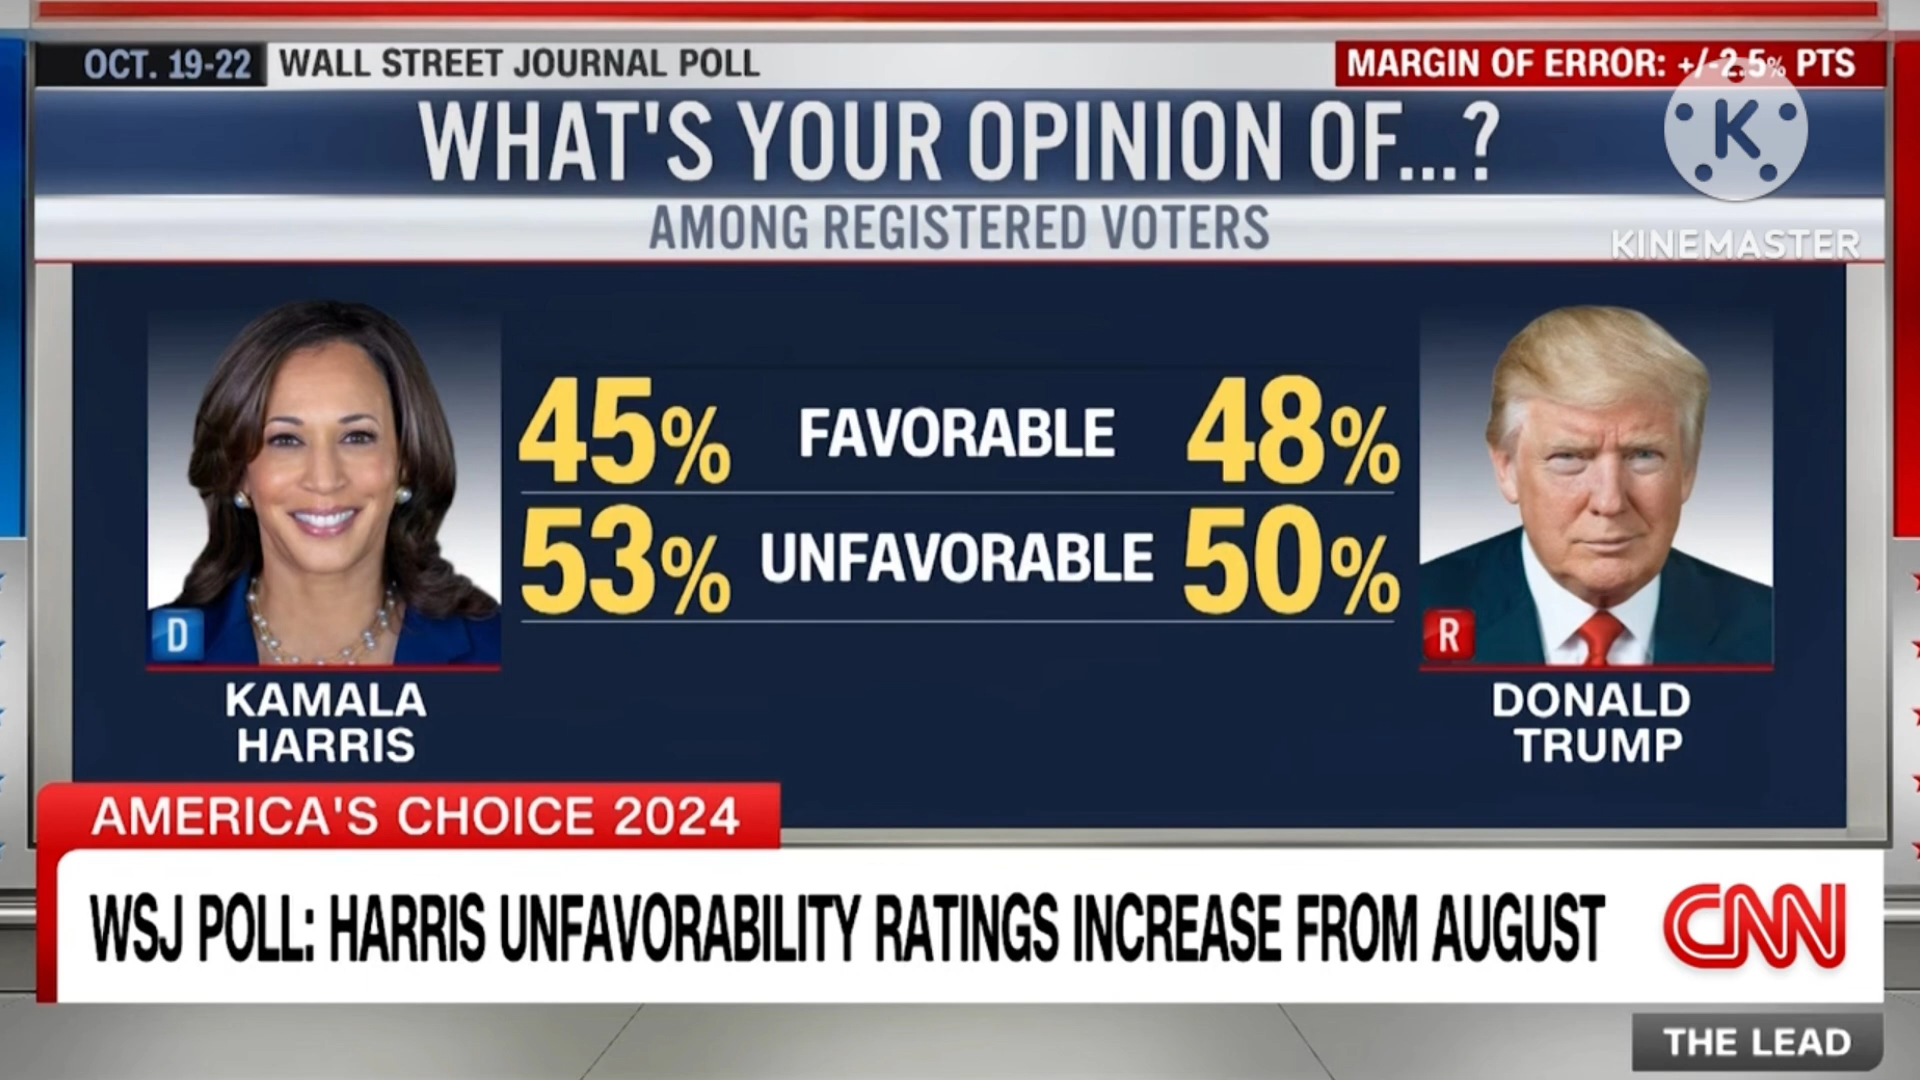 OCT. 19-22 WALL STREET JOURNAL POLL MARGIN OF ERROR: +/-2.5% PTS
WHAT'S YOUR OPINION OF...?
AMONG REGISTERED VOTERS
K
KINEMASTER
45% FAVORABLE 48%
53% UNFAVORABLE 50%
D
R
KAMALA
HARRIS
DONALD
TRUMP
AMERICA'S CHOICE 2024
WSJ POLL: HARRIS UNFAVORABILITY RATINGS INCREASE FROM AUGUST
CNN
THE LEAD